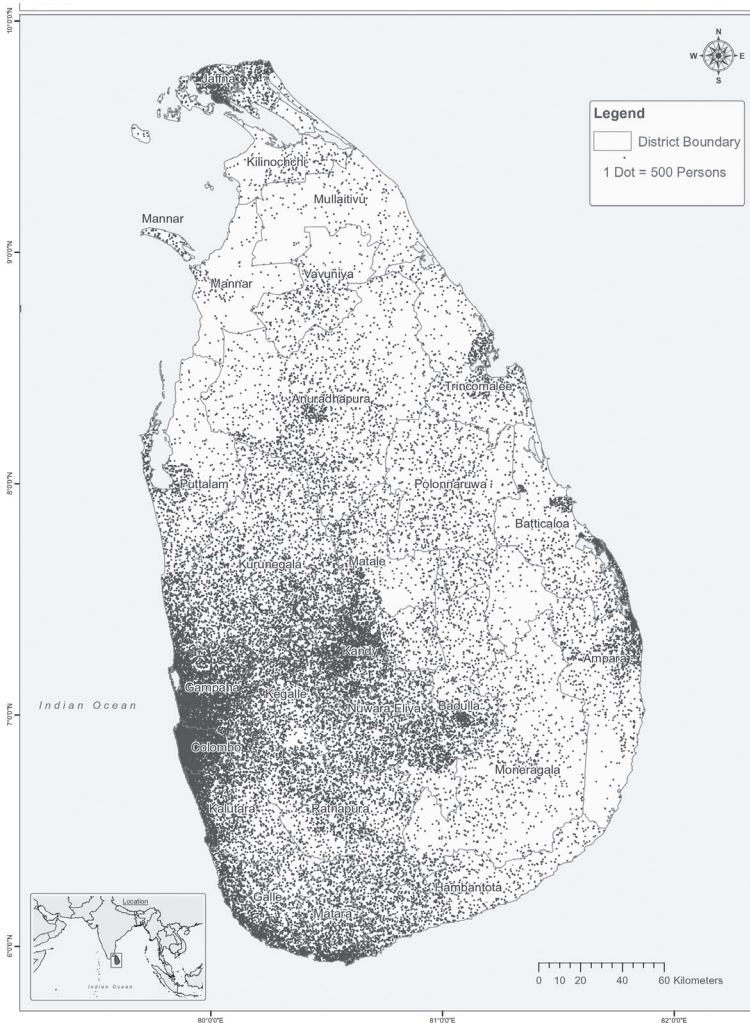 10°0'0"N
N
W E
S
Legend
District Boundary
1 Dot = 500 Persons
Jaffna
Kilinochchi
Mullaitivu
Mannar
9°0'0"N
Vavuniya
Mannar
Trincomalee
Anuradhapura
8°0'0"N
Puttalam
Polonnaruwa
Batticaloa
Kurunegala
Matale
Kandy
Ampara
Gampaha
Kegalle
Nuwara Eliya
Badulla
Indian Ocean
7°0'0"N
Colombo
Moneragala
Kalutara
Ratnapura
Hambantota
Galle
Matara
Location
Indian Ocean
6°0'0"N
0 10 20 40 60 Kilometers
80°0'0"E
81°0'0"E
82°0'0"E